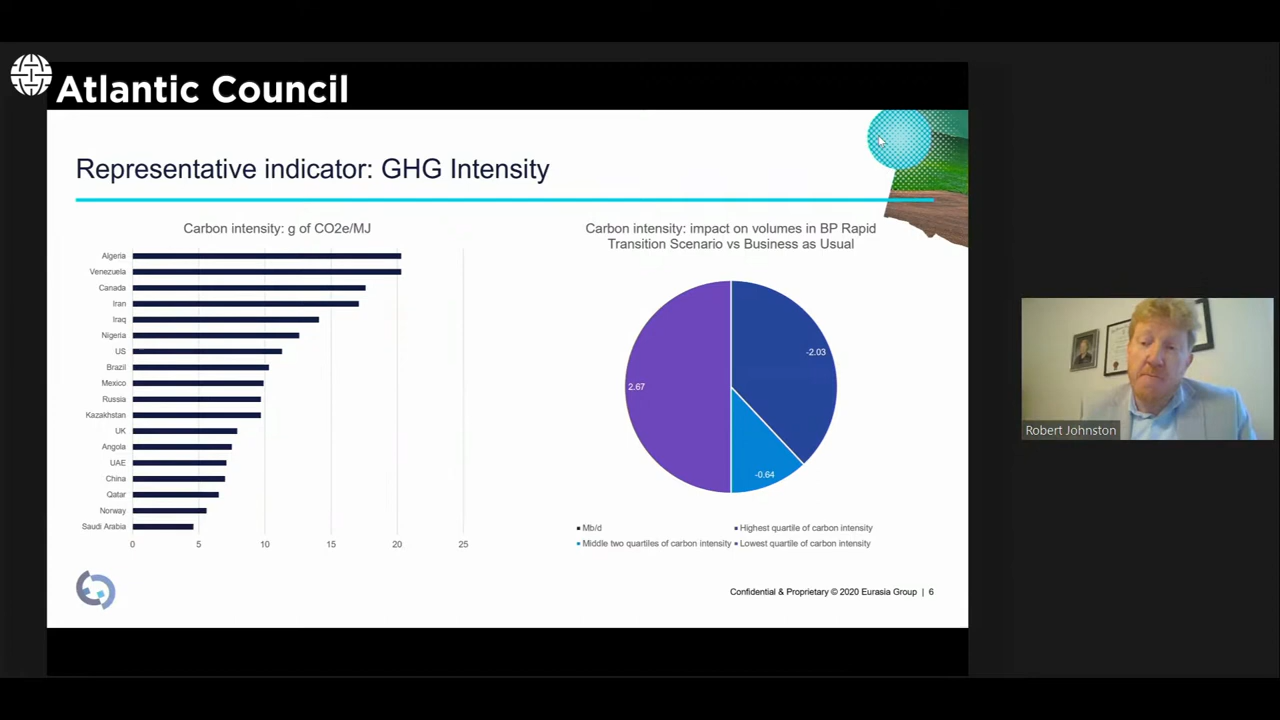 Atlantic Council
Representative indicator: GHG Intensity
Carbon intensity: g of CO2e/MJ
Algeria
Venezuela
Canada
Iran
Iraq
Nigeria
US
Brazil
Mexico
Russia
Kazakhstan
UK
Angola
UAE
China
Qatar
Norway
Saudi Arabia
0 5 10 15 20 25
Carbon intensity: impact on volumes in BP Rapid
Transition Scenario vs Business as Usual
-2.03
2.67
-0.64
Mb/d Highest quartile of carbon intensity
Middle two quartiles of carbon intensity Lowest quartile of carbon intensity
Confidential & Proprietary © 2020 Eurasia Group | 6
Robert Johnston